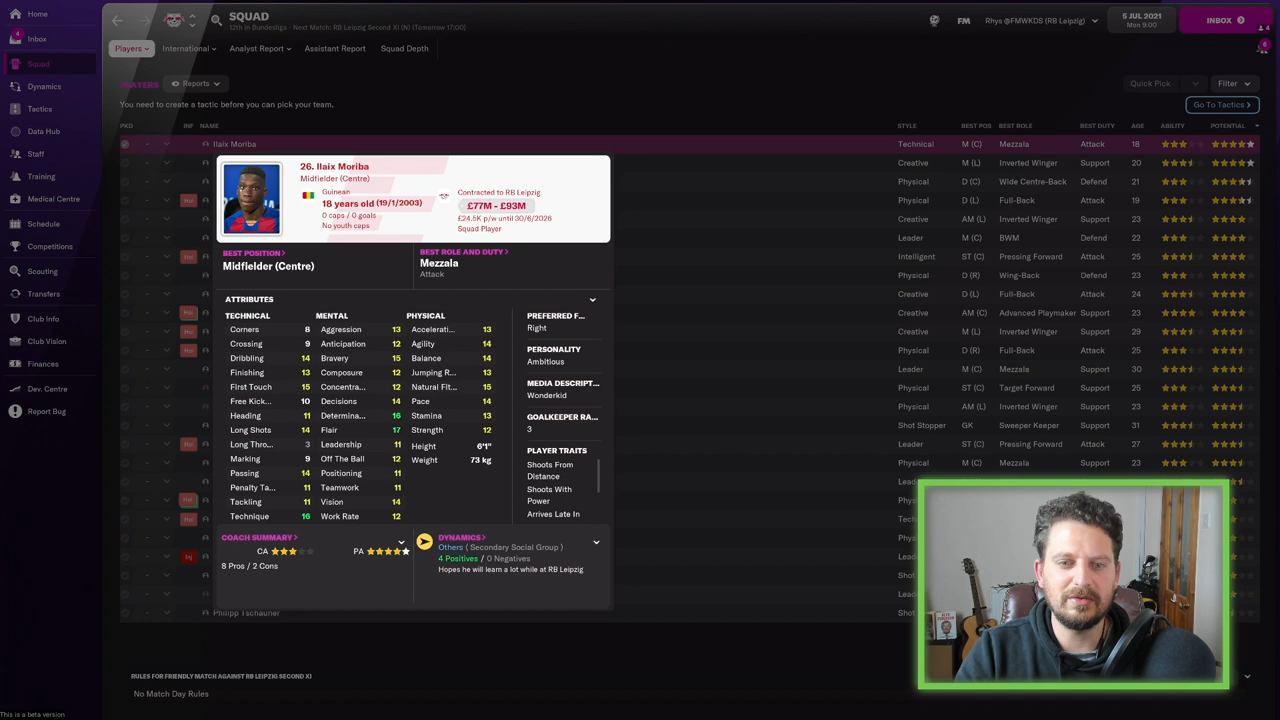 Home
SQUAD
12th in Bundesliga - Next Match: RB Leipzig Second XI (N) (Tomorrow 17:00)
FM
Rhys @FMWKDS (RB Leipzig)
5 JUL 2021
Mon 9:00
INBOX
4
4
Inbox
Players
International
Analyst Report
Assistant Report
Squad Depth
6
Squad
Dynamics
PLAYERS
Reports
Quick Pick
Filter
Tactics
You need to create a tactic before you can pick your team.
Go To Tactics
Data Hub
PKD INF NAME STYLE BEST POS BEST ROLE BEST DUTY AGE ABILITY POTENTIAL
Ilaix Moriba Technical M (C) Mezzala Attack 18
Staff
Creative M (L) Inverted Winger Support 20
Training
Physical D (C) Wide Centre-Back Defend 21
Medical Centre
Hol Physical D (L) Full-Back Support 19
Schedule
Creative AM (L) Inverted Winger Support 23
Leader M (C) BWM Defend 22
Competitions
Hol Intelligent ST (C) Pressing Forward Attack 25
Scouting
Physical D (R) Wing-Back Defend 23
Transfers
Creative D (L) Full-Back Attack 24
Club Info
Hol Creative AM (C) Advanced Playmaker Support 23
Hol Creative M (L) Inverted Winger Support 29
Club Vision
Hol Physical D (R) Full-Back Attack 25
Finances
Leader M (C) Mezzala Attack 30
Dev. Centre
Physical ST (C) Target Forward Support 25
Report Bug
Physical AM (L) Inverted Winger Attack 23
Shot Stopper GK Sweeper Keeper Support 31
Hol Leader ST (C) Pressing Forward Attack 27
Physical M (C) Mezzala Support 23
Hol
Hol
Inj
Philipp Tschauner
26. Ilaix Moriba
Midfielder (Centre)
Guinean
18 years old (19/1/2003)
0 caps / 0 goals
No youth caps
Contracted to RB Leipzig
£77M - £93M
£24.5K p/w until 30/6/2026
Squad Player
BEST POSITION
Midfielder (Centre)
BEST ROLE AND DUTY
Mezzala
Attack
ATTRIBUTES
TECHNICAL MENTAL PHYSICAL
Corners 8 Aggression 13 Accelerati... 13
Crossing 9 Anticipation 12 Agility 14
Dribbling 14 Bravery 15 Balance 14
Finishing 13 Composure 12 Jumping R... 13
First Touch 15 Concentra... 12 Natural Fit... 15
Free Kick... 10 Decisions 14 Pace 14
Heading 11 Determina... 16 Stamina 13
Long Shots 14 Flair 17 Strength 12
Long Thro... 3 Leadership 11 Height 6'1"
Marking 9 Off The Ball 12 Weight 73 kg
Passing 14 Positioning 11
Penalty Ta... 11 Teamwork 11
Tackling 11 Vision 14
Technique 16 Work Rate 12
PREFERRED F...
Right
PERSONALITY
Ambitious
MEDIA DESCRIPT...
Wonderkid
GOALKEEPER RA...
3
PLAYER TRAITS
Shoots From
Distance
Shoots With
Power
Arrives Late In
COACH SUMMARY
CA PA
8 Pros / 2 Cons
DYNAMICS
Others ( Secondary Social Group )
4 Positives / 0 Negatives
Hopes he will learn a lot while at RB Leipzig
RULES FOR FRIENDLY MATCH AGAINST RB LEIPZIG SECOND XI
No Match Day Rules
This is a beta version